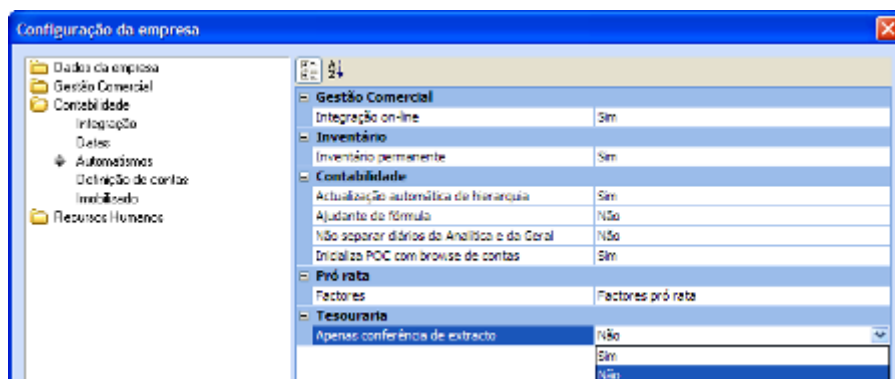 Configuração da empresa
Dados da empresa
Gestão Comercial
Contabilidade
Integração
Datas
Automatismos
Definição de contas
Imobilizado
Recursos Humanos
Gestão Comercial
Integração on-line Sim
Inventário
Inventário permanente Sim
Contabilidade
Actualização automática de hierarquia Sim
Ajudante de fórmula Não
Não separar diários da Analítica e da Geral Não
Inicializa POC com browse de contas Sim
Pró rata
Factores Factores pró rata
Tesouraria
Apenas conferência de extracto Não
Sim
Não